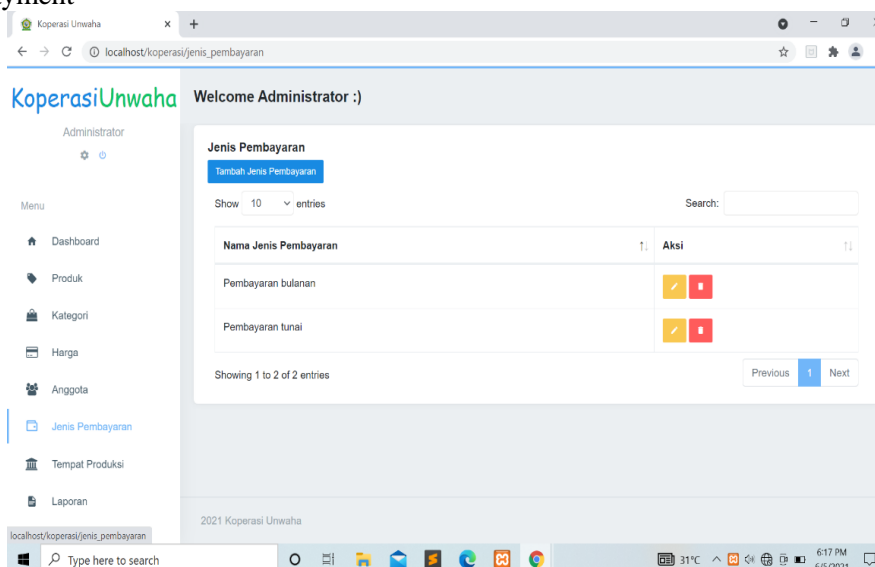 Koperasi Unwaha
localhost/koperasi/jenis_pembayaran
KoperasiUnwaha
Welcome Administrator :)
Administrator
Jenis Pembayaran
Tambah Jenis Pembayaran
Show 10 entries
Search:
Menu
Nama Jenis Pembayaran
Aksi
Dashboard
Produk
Pembayaran bulanan
Kategori
Pembayaran tunai
Harga
Anggota
Showing 1 to 2 of 2 entries
Previous 1 Next
Jenis Pembayaran
Tempat Produksi
Laporan
2021 Koperasi Unwaha
localhost/koperasi/jenis_pembayaran
Type here to search
31°C
6:17 PM